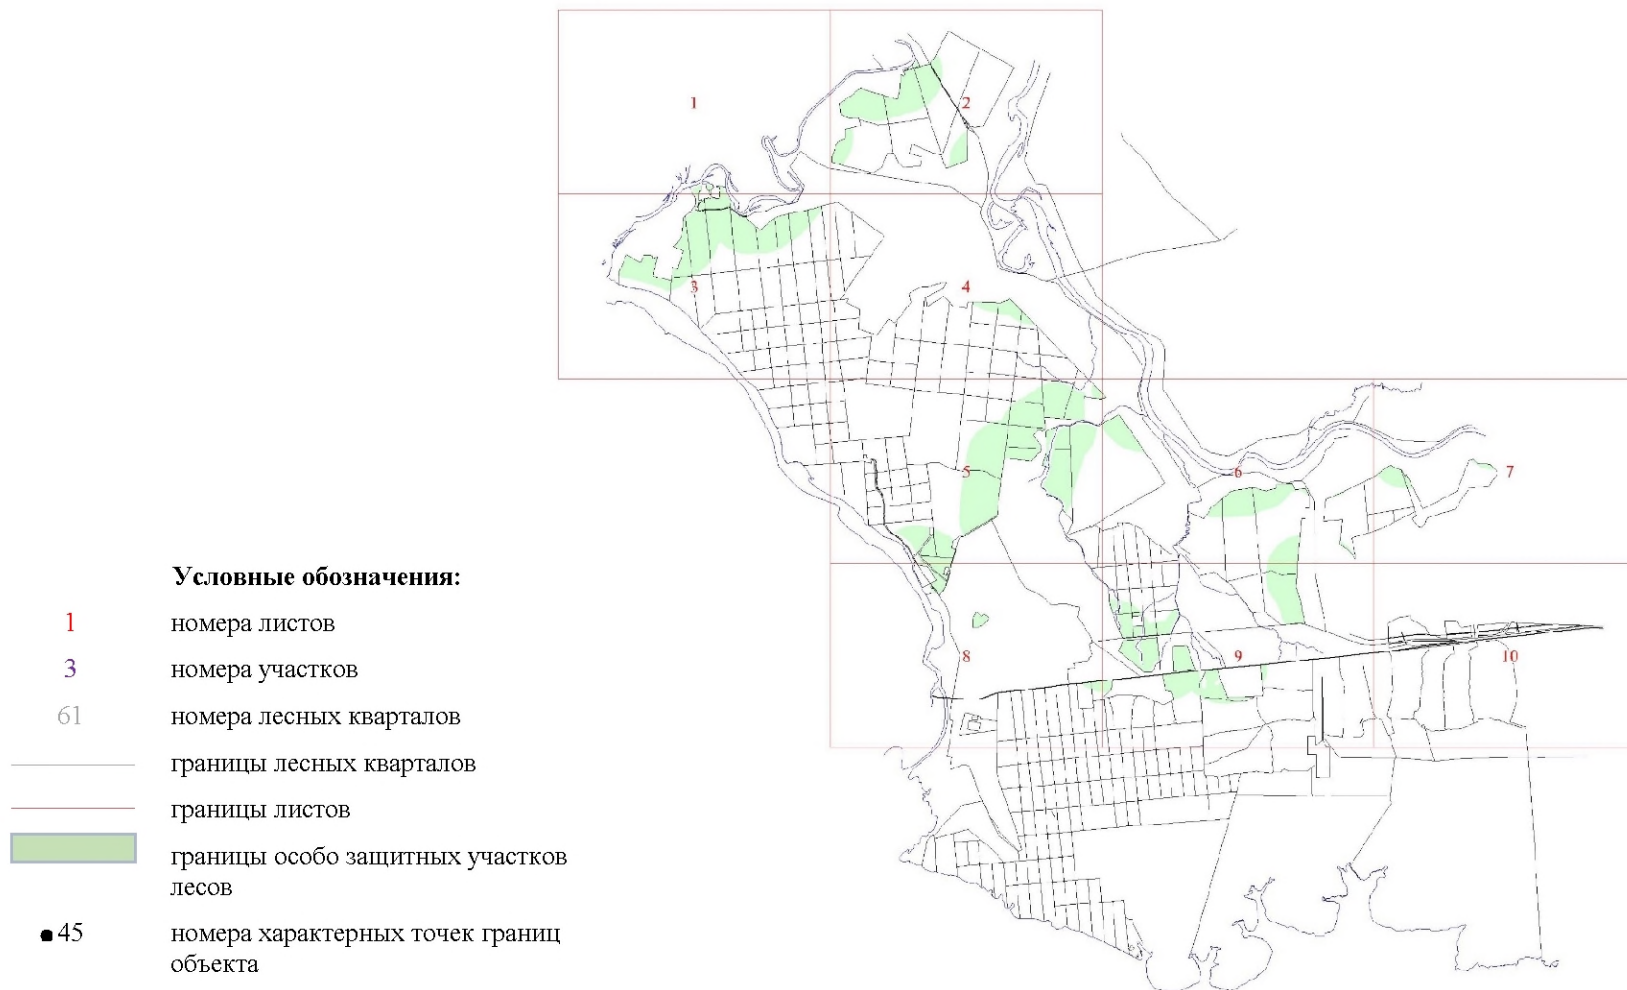 1
2
3
4
5
6
7
8
9
10
Условные обозначения:
1 номера листов
3 номера участков
61 номера лесных кварталов
границы лесных кварталов
границы листов
границы особо защитных участков
лесов
45 номера характерных точек границ
объекта